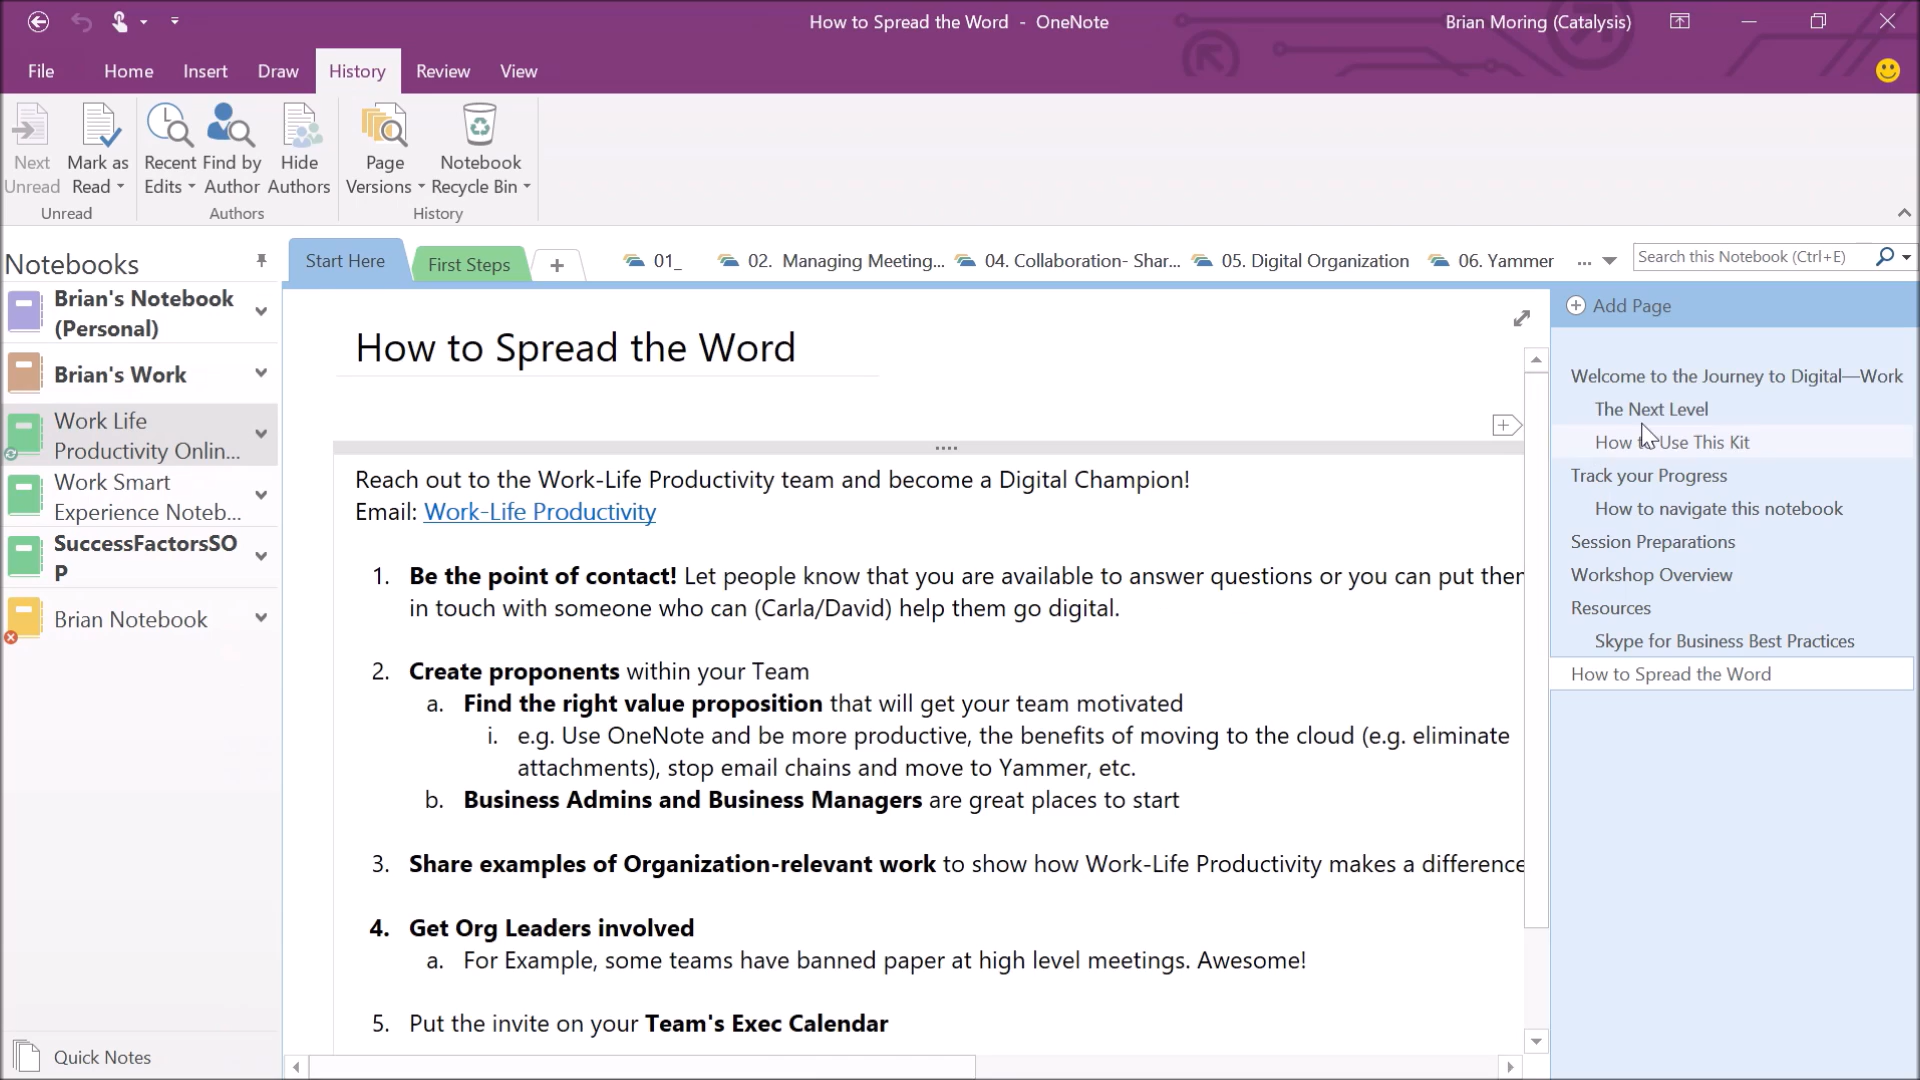 How to Spread the Word - OneNote
Brian Moring (Catalysis)
File Home Insert Draw History Review View
Next Unread
Mark as Read
Recent Edits
Find by Author
Hide Authors
Page Versions
Notebook Recycle Bin
Unread
Authors
History
Notebooks
Start Here
First Steps
01_
02. Managing Meeting...
04. Collaboration- Shar...
05. Digital Organization
06. Yammer
...
Search this Notebook (Ctrl+E)
Brian's Notebook
(Personal)
Brian's Work
Work Life
Productivity Onlin...
Work Smart
Experience Noteb...
SuccessFactorsSO
P
Brian Notebook
Quick Notes
How to Spread the Word
Reach out to the Work-Life Productivity team and become a Digital Champion!
Email: Work-Life Productivity
1. Be the point of contact! Let people know that you are available to answer questions or you can put
in touch with someone who can (Carla/David) help them go digital.
2. Create proponents within your Team
a. Find the right value proposition that will get your team motivated
i. e.g. Use OneNote and be more productive, the benefits of moving to the cloud (e.g. eliminate
attachments), stop email chains and move to Yammer, etc.
b. Business Admins and Business Managers are great places to start
3. Share examples of Organization-relevant work to show how Work-Life Productivity makes a difference
4. Get Org Leaders involved
a. For Example, some teams have banned paper at high level meetings. Awesome!
5. Put the invite on your Team's Exec Calendar
Add Page
Welcome to the Journey to Digital—Work
The Next Level
How to Use This Kit
Track your Progress
How to navigate this notebook
Session Preparations
Workshop Overview
Resources
Skype for Business Best Practices
How to Spread the Word